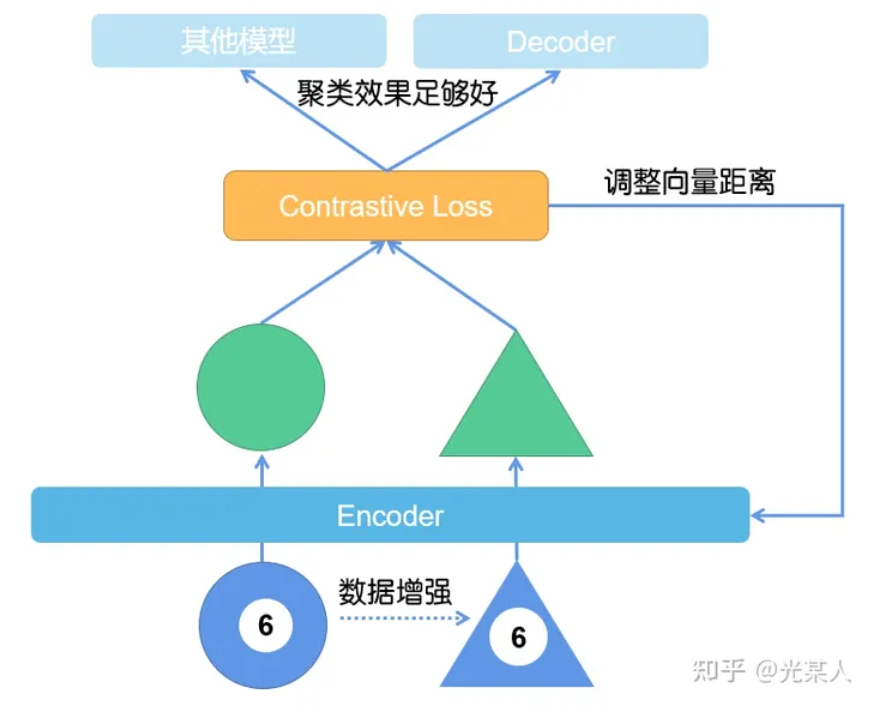 其他模型
Decoder
聚类效果足够好
调整向量距离
Contrastive Loss
Encoder
数据增强
6
6
知乎 @光某人